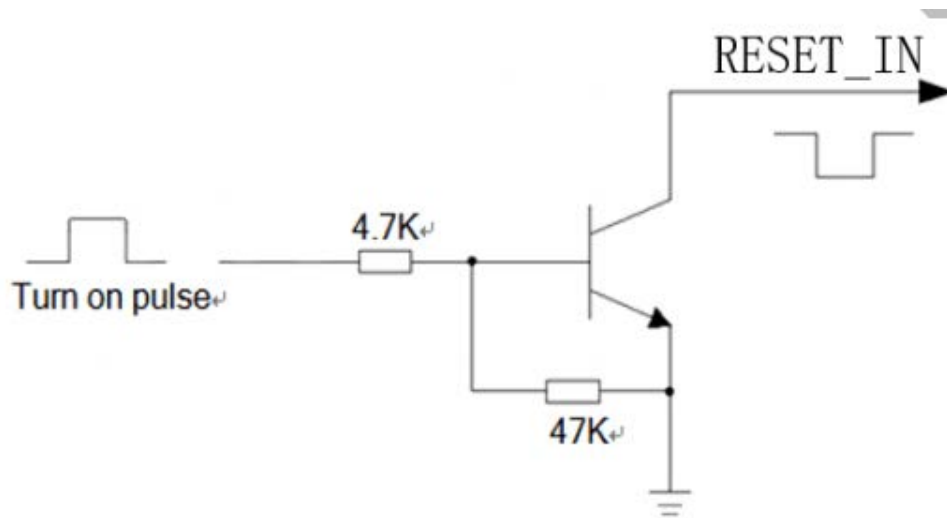 RESET_IN
4.7K↵
Turn on pulse↵
47K↵